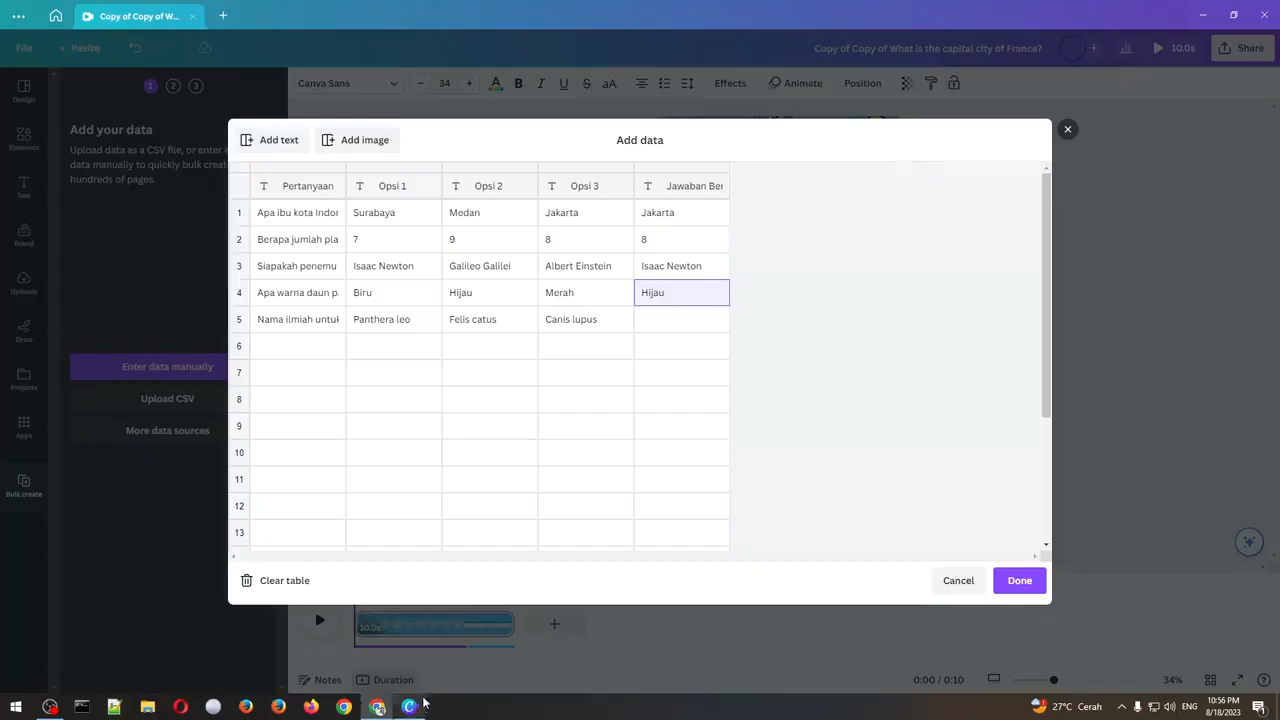 Copy of Copy of W...
File
Resize
Copy of Copy of What is the capital city of France?
10.0s
Share
Canva Sans
34
Effects
Animate
Position
Design
Elements
Text
Brand
Uploads
Draw
Projects
Apps
Bulk create
1 2 3
Add your data
Upload data as a CSV file, or enter
data manually to quickly bulk crea
hundreds of pages.
Enter data manually
Upload CSV
More data sources
Add text
Add image
Add data
Pertanyaan Opsi 1 Opsi 2 Opsi 3 Jawaban Ber
1 Apa ibu kota Indor Surabaya Medan Jakarta Jakarta
2 Berapa jumlah pla 7 9 8 8
3 Siapakah penemu Isaac Newton Galileo Galilei Albert Einstein Isaac Newton
4 Apa warna daun p Biru Hijau Merah Hijau
5 Nama ilmiah untuk Panthera leo Felis catus Canis lupus
6
7
8
9
10
11
12
13
Clear table
Cancel
Done
10.0s
Notes
Duration
0:00 / 0:10
34%
27°C Cerah
ENG
10:56 PM
8/18/2023